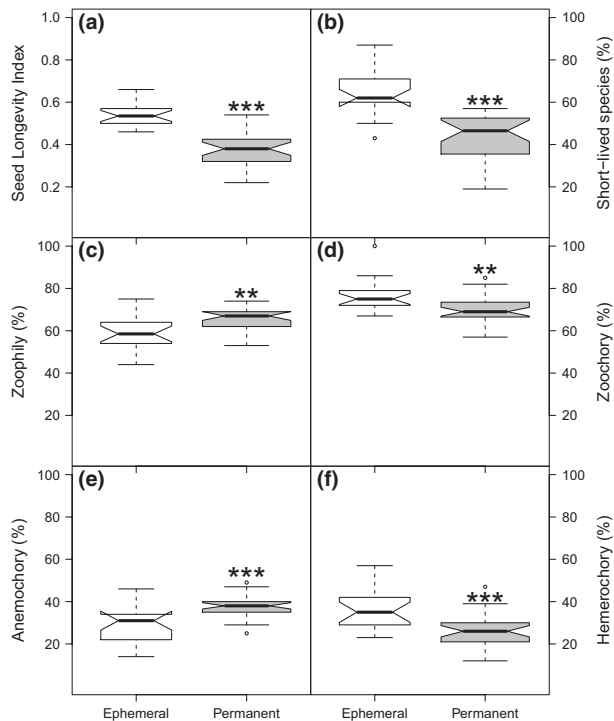 (a)
(b)
1.0
0.8
0.6
0.4
0.2
Seed Longevity Index
***
***
100
80
60
40
20
Short−lived species (%)
(c)
(d)
100
80
60
40
20
Zoophily (%)
**
**
100
80
60
40
20
Zoochory (%)
(e)
(f)
100
80
60
40
20
Anemochory (%)
***
***
100
80
60
40
20
Hemerochory (%)
Ephemeral
Permanent
Ephemeral
Permanent